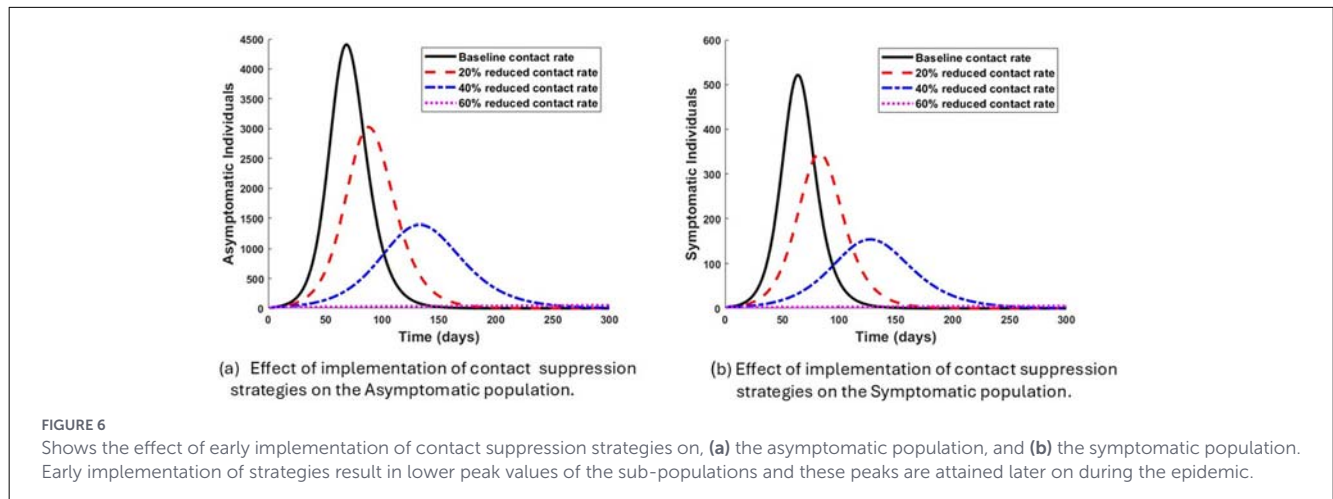 4500
4000
3500
3000
2500
2000
1500
1000
500
0
Asymptomatic Individuals
Baseline contact rate
20% reduced contact rate
40% reduced contact rate
60% reduced contact rate
0 50 100 150 200 250 300
Time (days)
(a) Effect of implementation of contact suppression
strategies on the Asymptomatic population.
600
500
400
300
200
100
0
Symptomatic Individuals
Baseline contact rate
20% reduced contact rate
40% reduced contact rate
60% reduced contact rate
0 50 100 150 200 250 300
Time (days)
(b) Effect of implementation of contact suppression
strategies on the Symptomatic population.
FIGURE 6
Shows the effect of early implementation of contact suppression strategies on, (a) the asymptomatic population, and (b) the symptomatic population.
Early implementation of strategies result in lower peak values of the sub-populations and these peaks are attained later on during the epidemic.